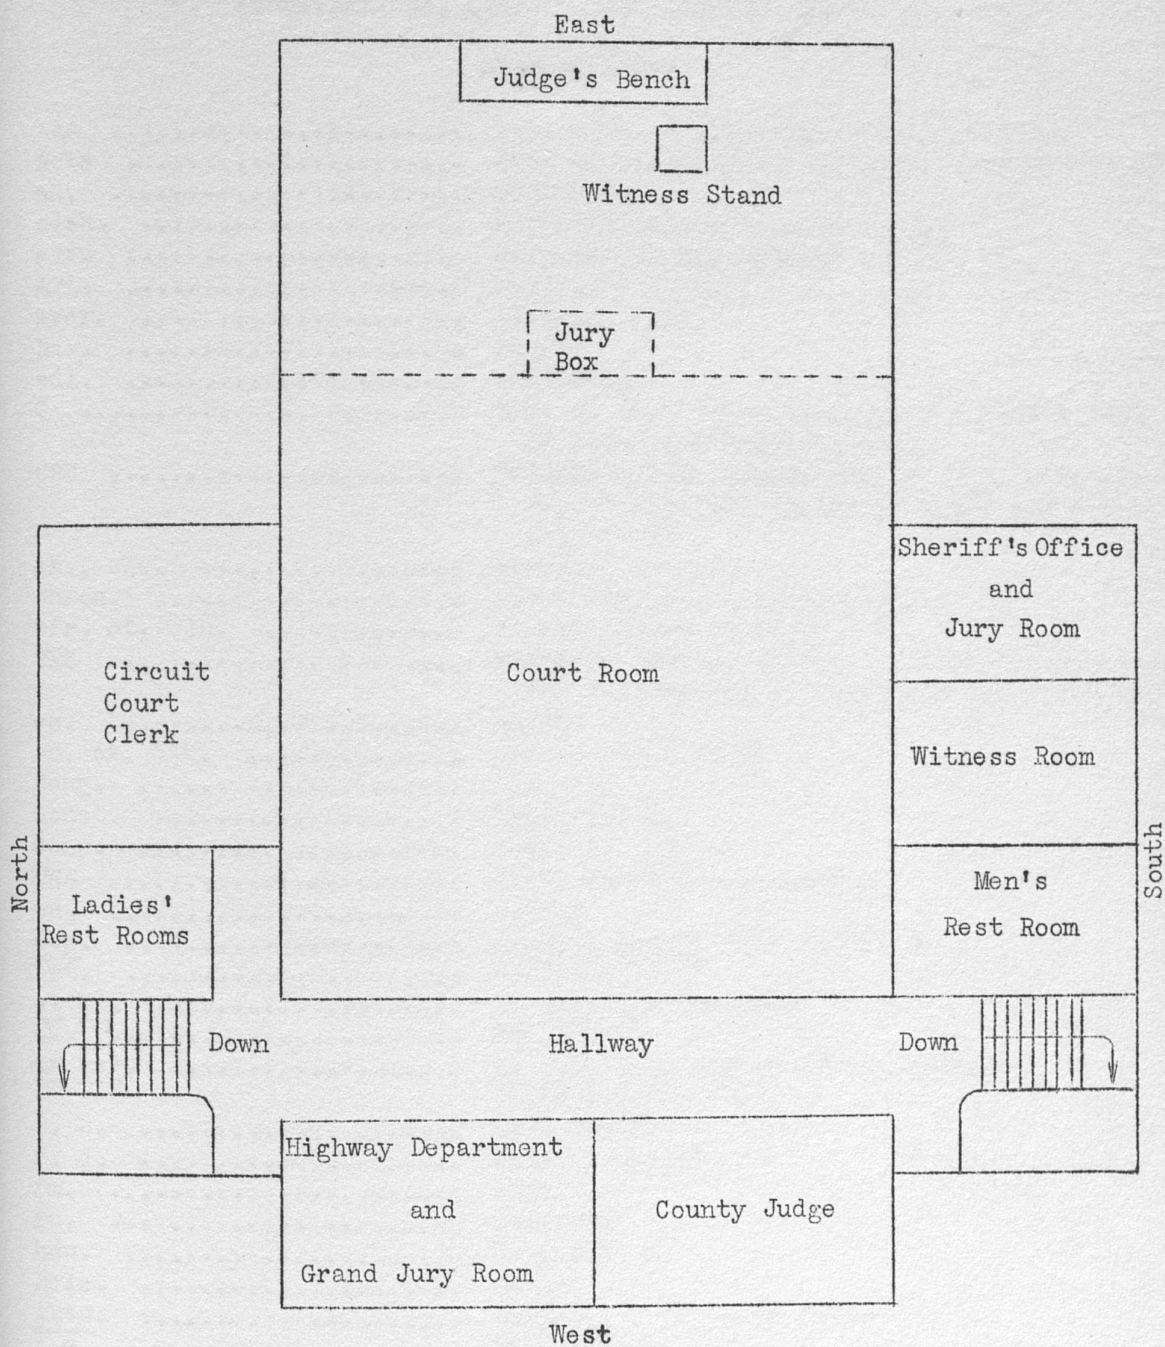 East
Judge's Bench
Witness Stand
Jury
Box
Sheriff's Office
and
Jury Room
Circuit
Court
Clerk
Court Room
Witness Room
North
South
Ladies'
Rest Rooms
Men's
Rest Room
Down
Hallway
Down
Highway Department
and
Grand Jury Room
County Judge
West